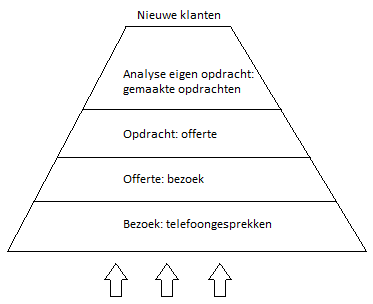 Nieuwe klanten
Analyse eigen opdracht:
gemaakte opdrachten
Opdracht: offerte
Offerte: bezoek
Bezoek: telefoongesprekken